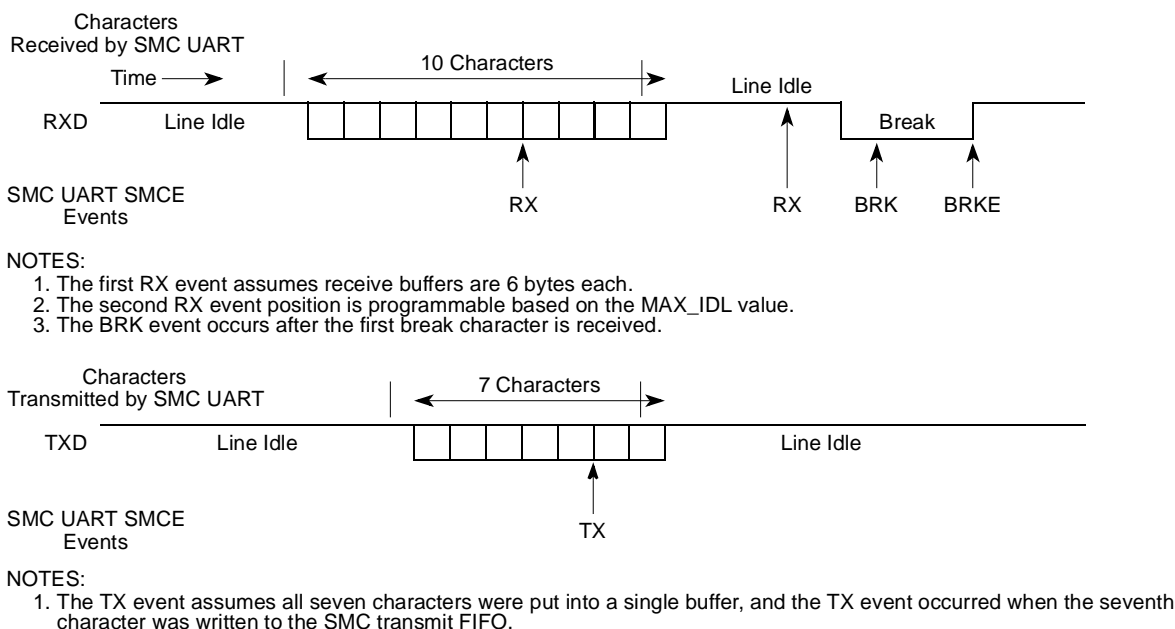 Characters
Received by SMC UART
Time
10 Characters
Line Idle
RXD
Line Idle
Break
SMC UART SMCE
Events
RX
RX
BRK
BRKE
NOTES:
1. The first RX event assumes receive buffers are 6 bytes each.
2. The second RX event position is programmable based on the MAX_IDL value.
3. The BRK event occurs after the first break character is received.
Characters
Transmitted by SMC UART
7 Characters
TXD
Line Idle
Line Idle
SMC UART SMCE
Events
TX
NOTES:
1. The TX event assumes all seven characters were put into a single buffer, and the TX event occurred when the seventh
character was written to the SMC transmit FIFO.